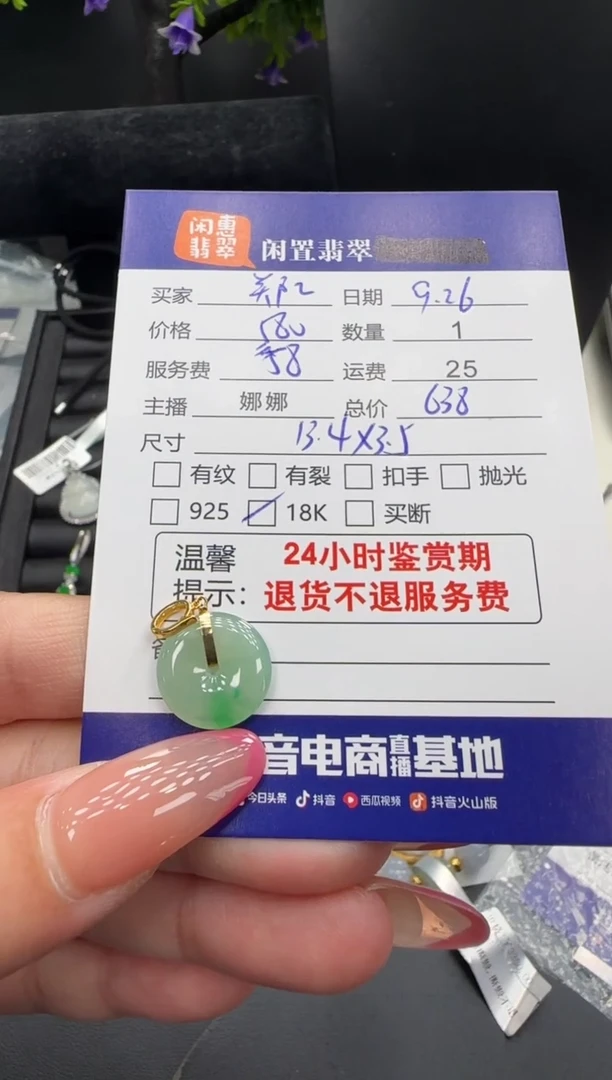 闲惠
翡翠
闲置翡翠
买家 郑2 日期 9.26
价格 580 数量 1
服务费 58 运费 25
主播 娜娜 总价 638
尺寸 13.4×3.5
有纹 有裂 扣手 抛光
925 18K 买断
温馨 24小时鉴赏期
提示: 退货不退服务费
音电商直播基地
今日头条 抖音 西瓜视频 抖音火山版